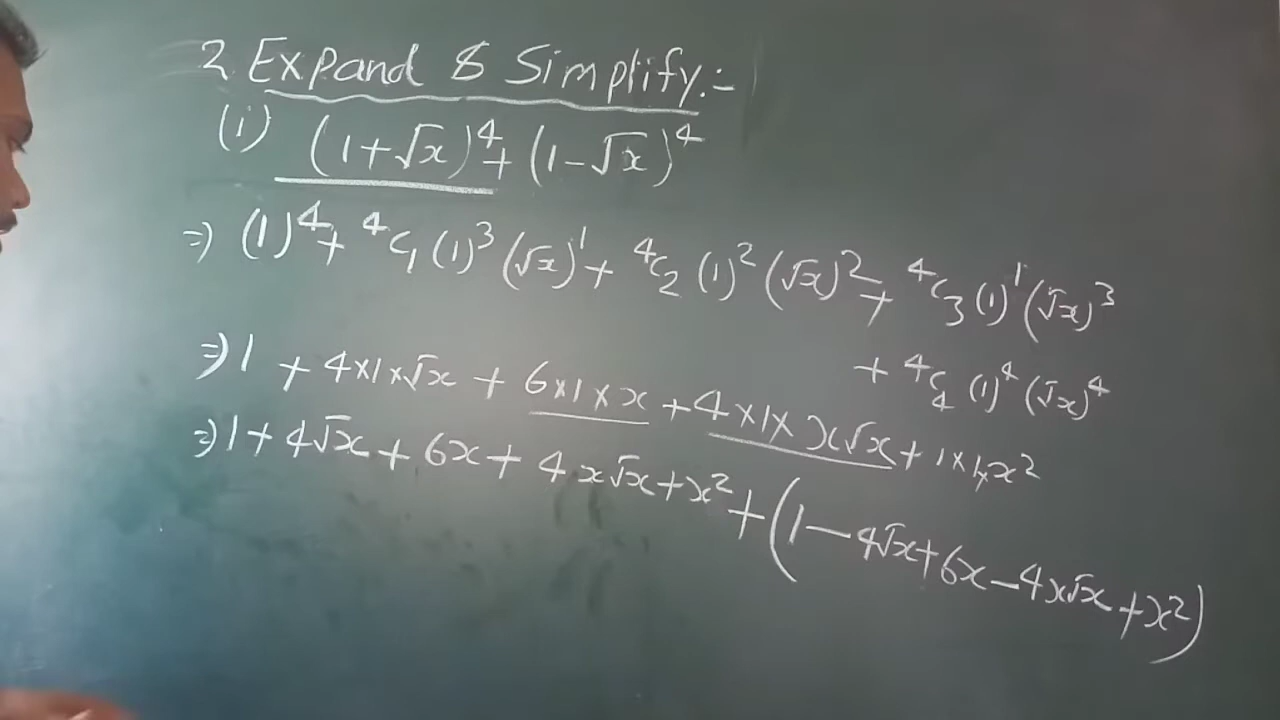 2 Expand & Simplify:-
(i) (1+√x)⁴ + (1-√x)⁴
⇒ (1)⁴ + ⁴C₁ (1)³ (√x)¹ + ⁴C₂ (1)² (√x)² + ⁴C₃ (1)¹ (√x)³
+ ⁴C₄ (1)⁴ (√x)⁴
⇒ 1 + 4×1×√x + 6×1×x + 4×1×x√x + 1×1×x²
⇒ 1 + 4√x + 6x + 4x√x + x² + (1 - 4√x + 6x - 4x√x + x²)